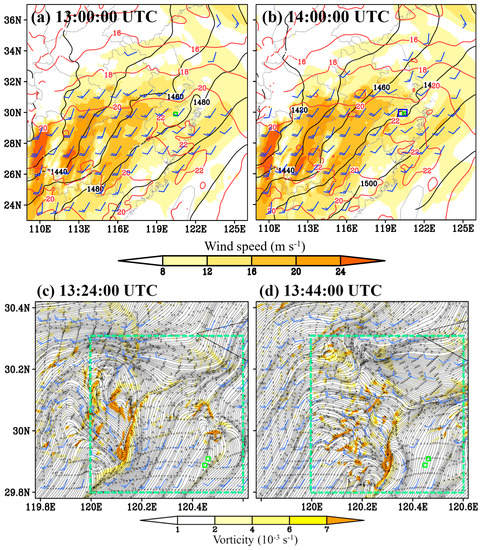 (a) 13:00:00 UTC
(b) 14:00:00 UTC
36N
34N
32N
30N
28N
26N
24N
16
18
20
22
1460
1480
1440
1480
16
18
20
22
1460
1480
1420
1440
1500
110E 113E 116E 119E 122E 125E
110E 113E 116E 119E 122E 125E
Wind speed (m s⁻¹)
8 12 16 20 24
(c) 13:24:00 UTC
(d) 13:44:00 UTC
30.4N
30.2N
30N
29.8N
119.8E 120E 120.2E 120.4E
120E 120.2E 120.4E 120.6E
1 2 4 6 7
Vorticity (10⁻³ s⁻¹)